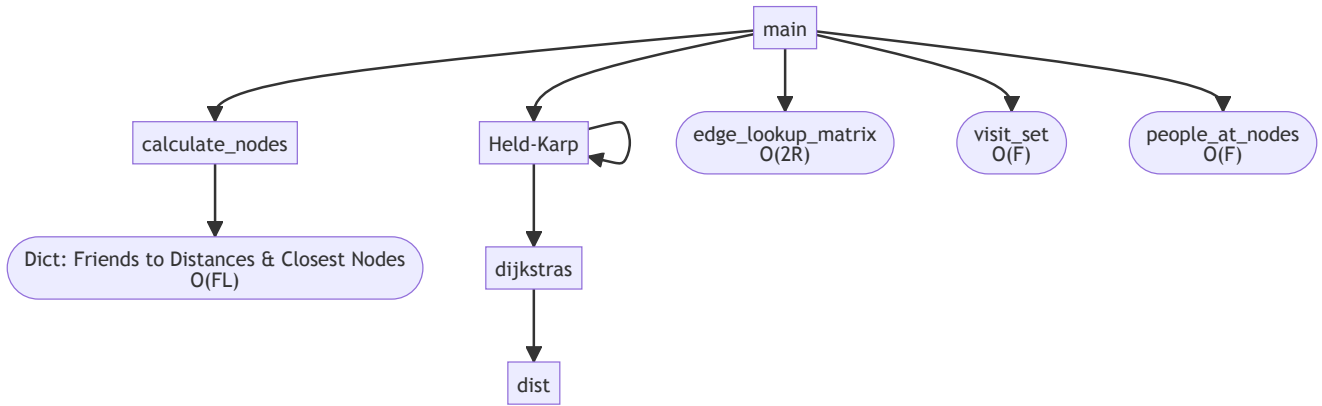 main
calculate_nodes
Held-Karp
edge_lookup_matrix
O(2R)
visit_set
O(F)
people_at_nodes
O(F)
Dict: Friends to Distances & Closest Nodes
O(FL)
dijkstras
dist